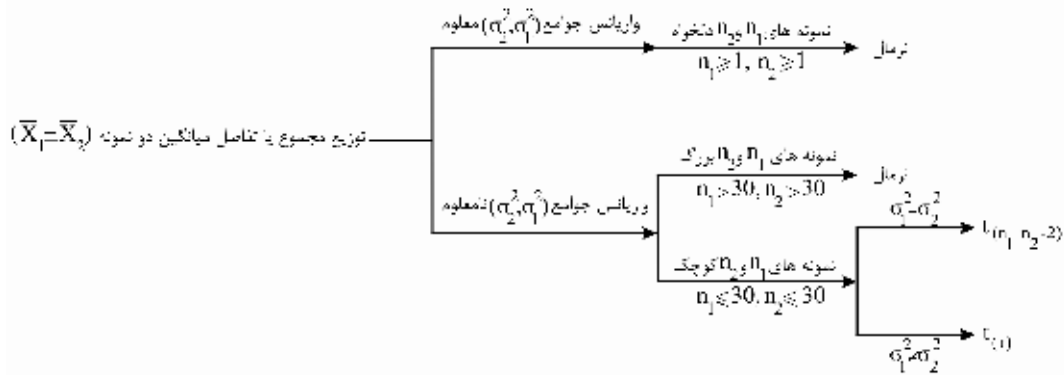 واریانس جوامع (σ₂²,σ₁²) معلوم
نمونه های n₁ و n₂ دلخواه
n₁⩾1, n₂⩾1
نرمال
توزیع مجموع یا تفاضل میانگین دو نمونه (X̄₁±X̄₂)
نمونه های n₁ و n₂ بزرگ
n₁>30, n₂>30
نرمال
واریانس جوامع (σ₂²,σ₁²) نامعلوم
σ₁²=σ₂²
t(n₁ n₂-2)
نمونه های n₁ و n₂ کوچک
n₁⩽30, n₂⩽30
σ₁²≠σ₂²